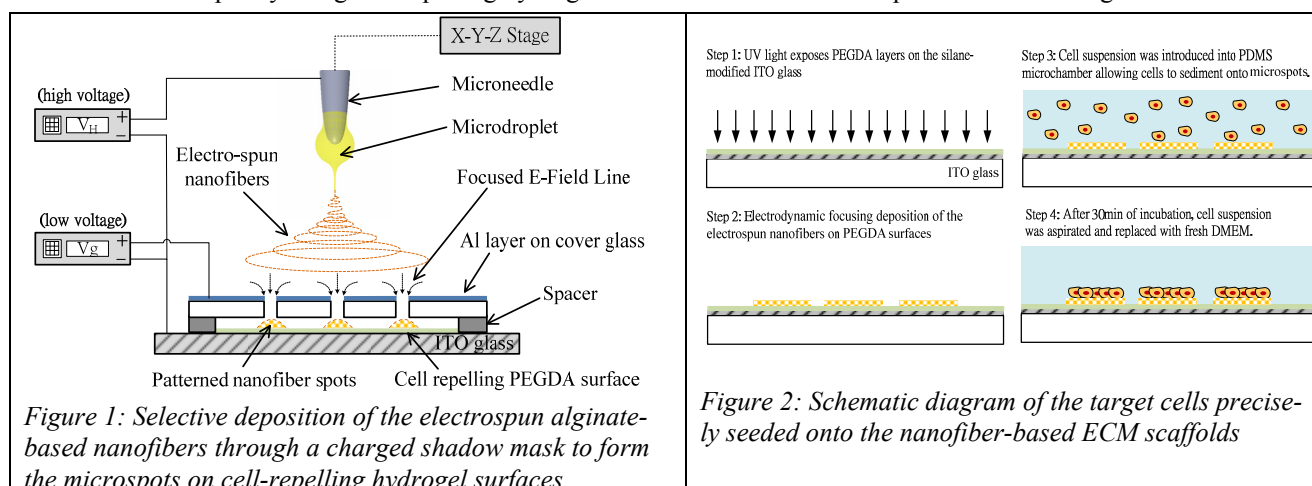 X-Y-Z Stage
Microneedle
(high voltage)
V_H
+
−
Microdroplet
Electro-spun
nanofibers
Focused E-Field Line
(low voltage)
Vg
+
−
Al layer on cover glass
Spacer
ITO glass
Patterned nanofiber spots
Cell repelling PEGDA surface
Figure 1: Selective deposition of the electrospun alginate-
based nanofibers through a charged shadow mask to form
the microspots on cell-repelling hydrogel surfaces
Step 1: UV light exposes PEGDA layers on the silane-
modified ITO glass
ITO glass
Step 2: Electrodynamic focusing deposition of the
electrospun nanofibers on PEGDA surfaces
Step 3: Cell suspension was introduced into PDMS
microchamber allowing cells to sediment onto microspots.
Step 4: After 30min of incubation, cell suspension
was aspirated and replaced with fresh DMEM.
Figure 2: Schematic diagram of the target cells precise-
ly seeded onto the nanofiber-based ECM scaffolds